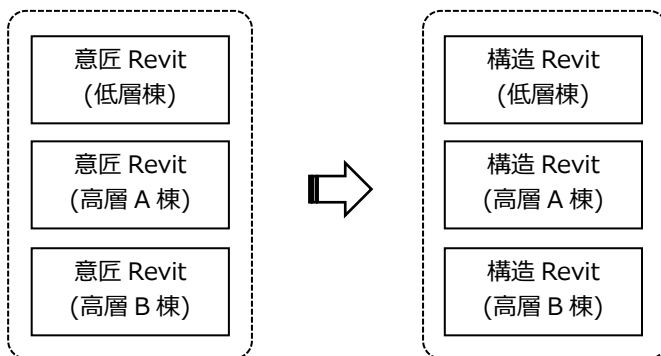 意匠 Revit
(低層棟)
意匠 Revit
(高層 A 棟)
意匠 Revit
(高層 B 棟)
構造 Revit
(低層棟)
構造 Revit
(高層 A 棟)
構造 Revit
(高層 B 棟)